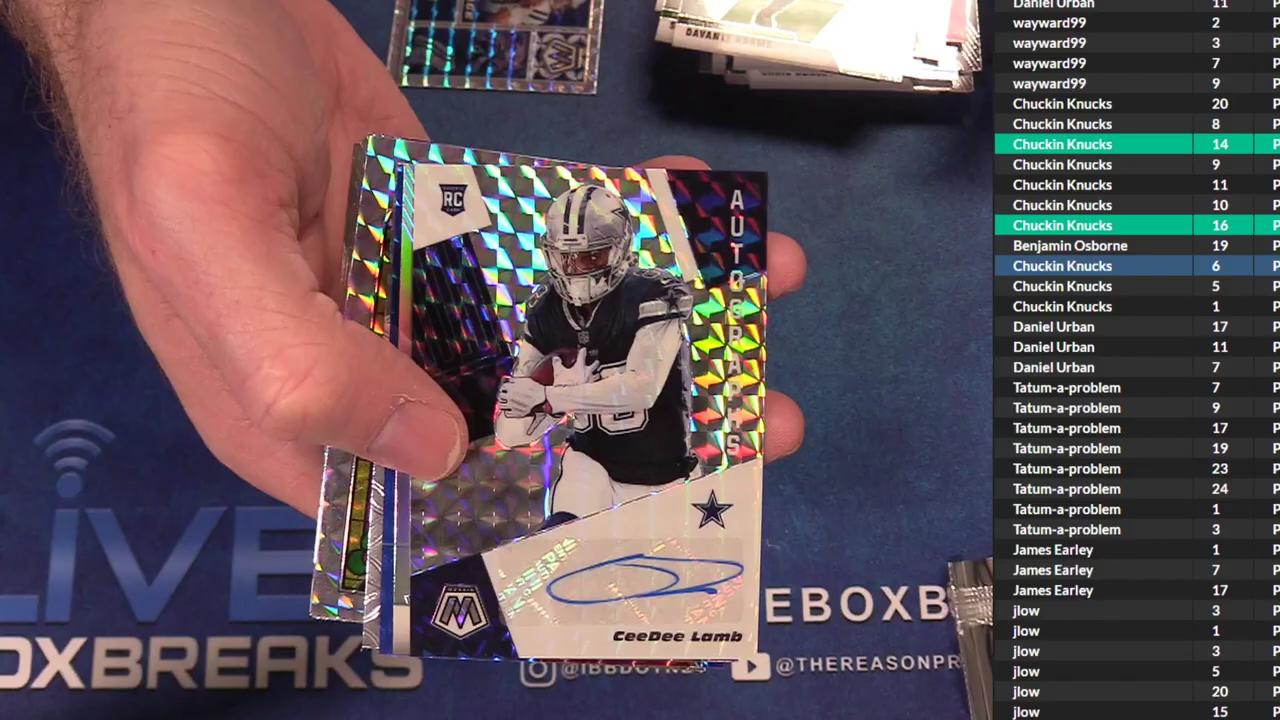 DAVANTE ADAMS
RC
AUTOGRAPHS
CeeDee Lamb
LiVE
OXBREAKS
EBOXB
@IBBDOTNET
@THEREASONPR
Daniel Urban 11 P
wayward99 2 P
wayward99 3 P
wayward99 7 P
wayward99 9 P
Chuckin Knucks 20 P
Chuckin Knucks 8 P
Chuckin Knucks 14 P
Chuckin Knucks 9 P
Chuckin Knucks 11 P
Chuckin Knucks 10 P
Chuckin Knucks 16 P
Benjamin Osborne 19 P
Chuckin Knucks 6 P
Chuckin Knucks 5 P
Chuckin Knucks 1 P
Daniel Urban 17 P
Daniel Urban 11 P
Daniel Urban 7 P
Tatum-a-problem 7 P
Tatum-a-problem 9 P
Tatum-a-problem 17 P
Tatum-a-problem 19 P
Tatum-a-problem 23 P
Tatum-a-problem 24 P
Tatum-a-problem 1 P
Tatum-a-problem 3 P
James Earley 1 P
James Earley 7 P
James Earley 17 P
jlow 3 P
jlow 1 P
jlow 3 P
jlow 5 P
jlow 20 P
jlow 15 P